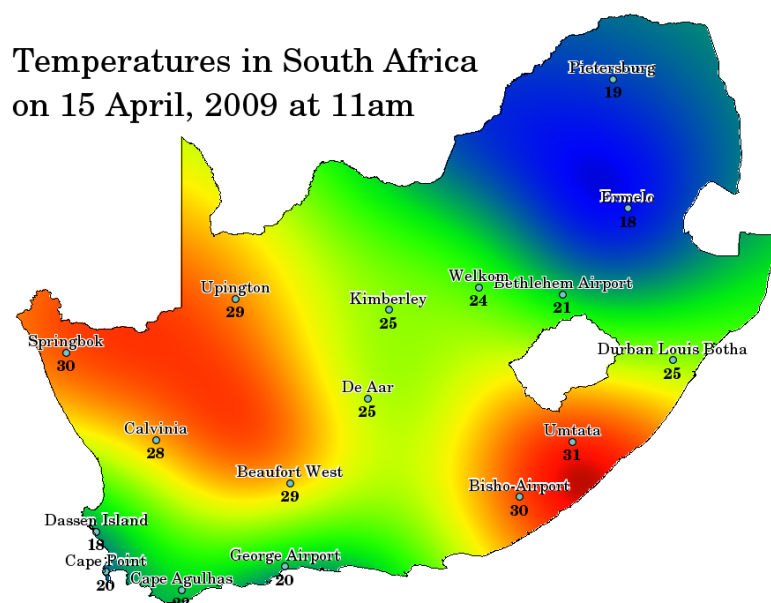 Temperatures in South Africa
on 15 April, 2009 at 11am
Pietersburg
19
Ermelo
18
Upington
29
Welkom
24
Bethlehem Airport
21
Kimberley
25
Springbok
30
Durban Louis Botha
25
De Aar
25
Calvinia
28
Umtata
31
Beaufort West
29
Bisho-Airport
30
Dassen Island
18
Cape Point
20
George Airport
20
Cape Agulhas